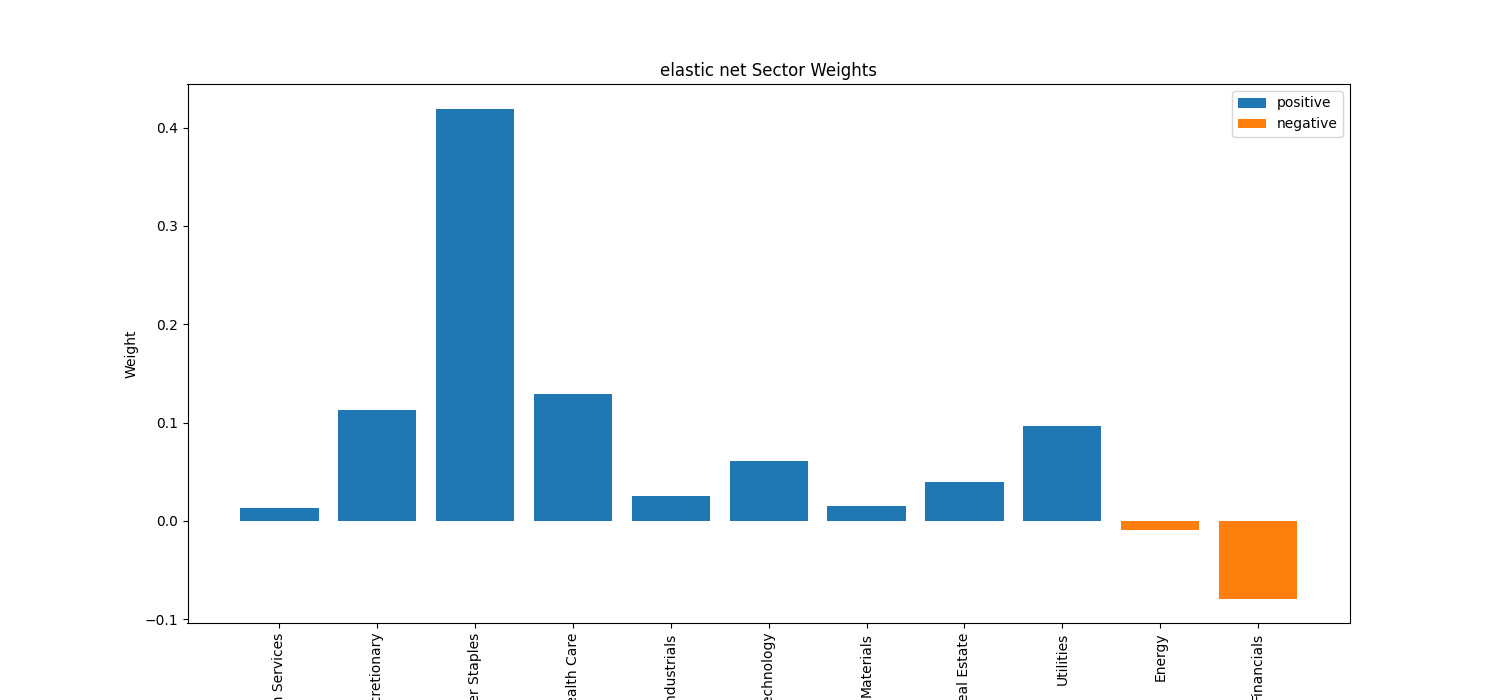 elastic net Sector Weights
positive
negative
Weight
0.4
0.3
0.2
0.1
0.0
−0.1
Services
er Staples
ealth Care
ndustrials
echnology
Materials
eal Estate
Utilities
Energy
Financials